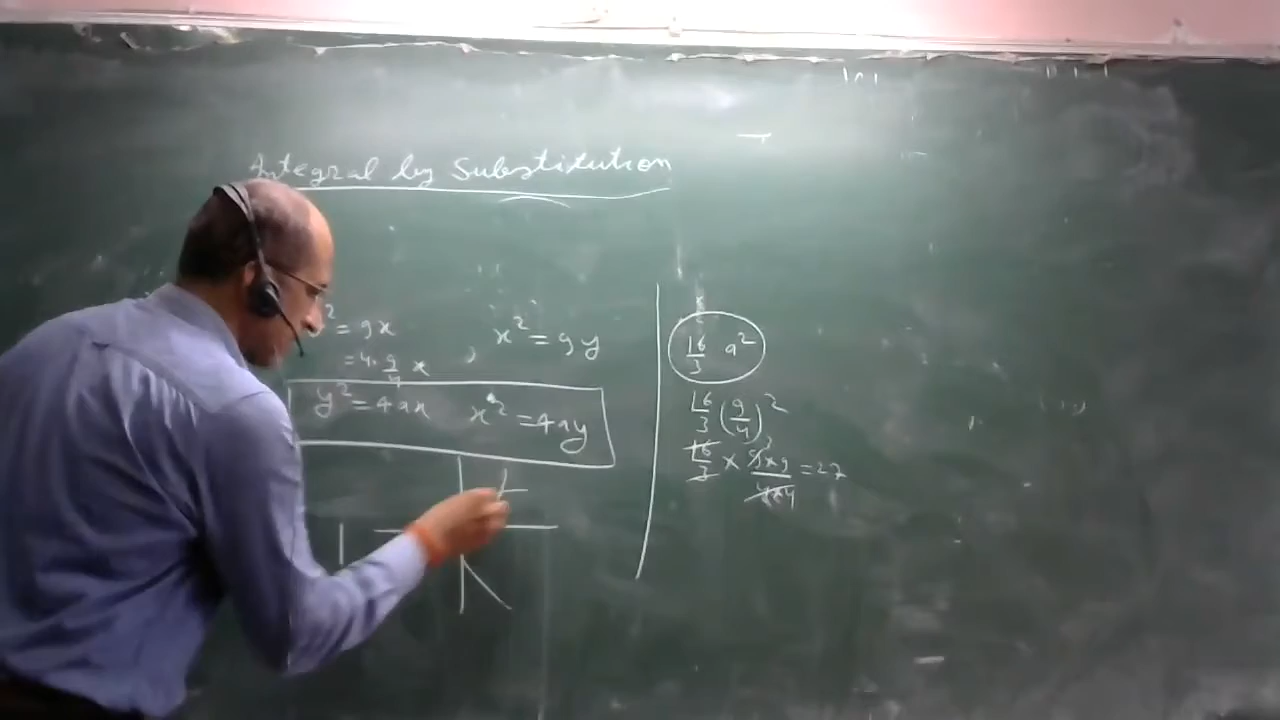 Integral by Substitution
² = 9x , x² = 9y
= 4. 9/4 x
y² = 4ax x² = 4ay
16/3 a²
16/3 (9/4)²
16/3 × 9×9/4×4 = 27